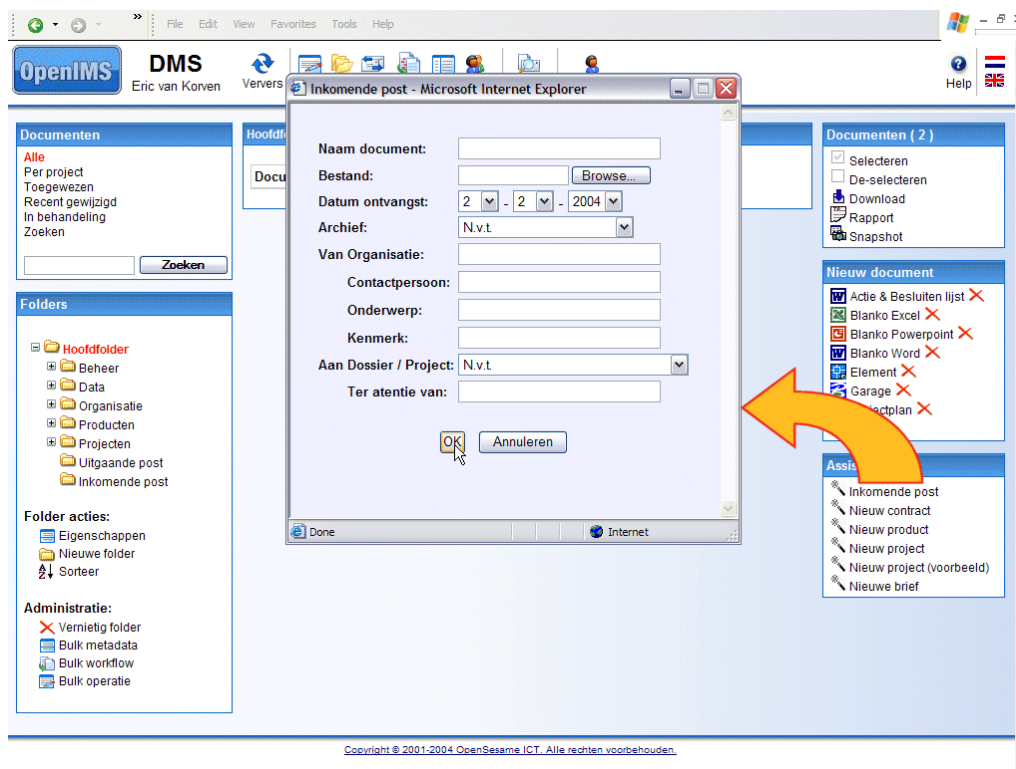 » File Edit View Favorites Tools Help
OpenIMS
DMS
Eric van Korven
Ververs
Help
Documenten
Alle
Per project
Toegewezen
Recent gewijzigd
In behandeling
Zoeken
Zoeken
Folders
Hoofdfolder
Beheer
Data
Organisatie
Producten
Projecten
Uitgaande post
Inkomende post
Folder acties:
Eigenschappen
Nieuwe folder
Sorteer
Administratie:
Vernietig folder
Bulk metadata
Bulk workflow
Bulk operatie
Hoofdf
Docu
Inkomende post - Microsoft Internet Explorer
Naam document:
Bestand: Browse...
Datum ontvangst: 2 - 2 - 2004
Archief: N.v.t.
Van Organisatie:
Contactpersoon:
Onderwerp:
Kenmerk:
Aan Dossier / Project: N.v.t.
Ter atentie van:
OK Annuleren
Done Internet
Documenten ( 2 )
Selecteren
De-selecteren
Download
Rapport
Snapshot
Nieuw document
Actie & Besluiten lijst
Blanko Excel
Blanko Powerpoint
Blanko Word
Element
Garage
ectplan
Assis
Inkomende post
Nieuw contract
Nieuw product
Nieuw project
Nieuw project (voorbeeld)
Nieuwe brief
Copyright © 2001-2004 OpenSesame ICT. Alle rechten voorbehouden.